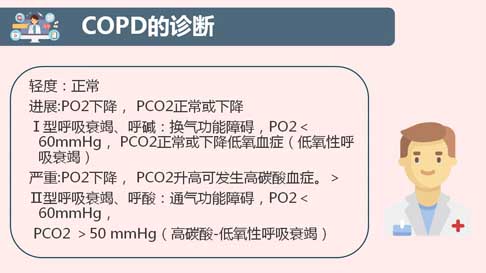 COPD的诊断
轻度：正常
进展:PO2下降， PCO2正常或下降
Ⅰ型呼吸衰竭、呼碱：换气功能障碍，PO2＜
60mmHg， PCO2正常或下降低氧血症（低氧性呼
吸衰竭）
严重:PO2下降， PCO2升高可发生高碳酸血症。＞
Ⅱ型呼吸衰竭、呼酸：通气功能障碍，PO2＜
60mmHg，
PCO2 ＞50 mmHg（高碳酸-低氧性呼吸衰竭）